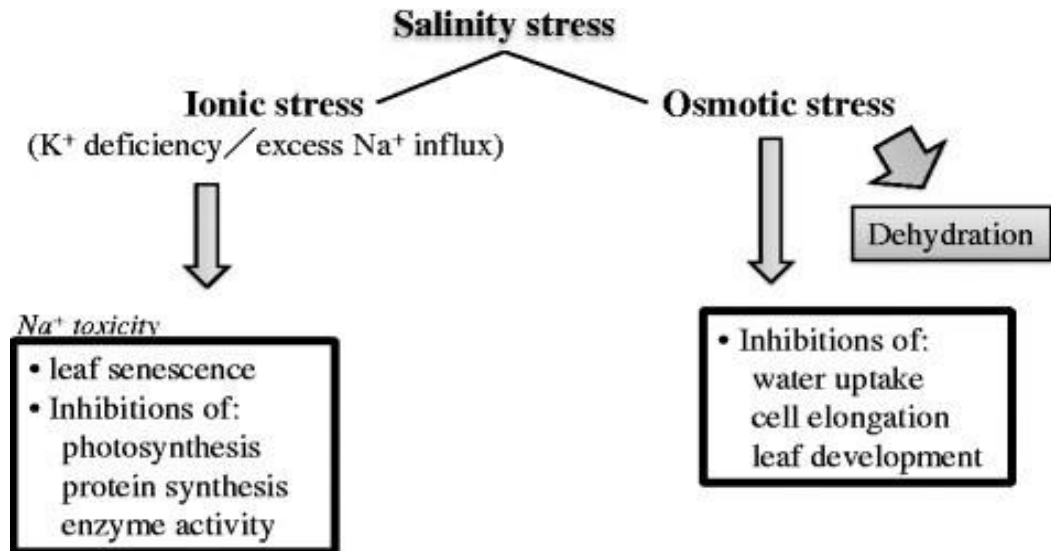 Salinity stress
Ionic stress
(K⁺ deficiency／excess Na⁺ influx)
Osmotic stress
Dehydration
Na⁺ toxicity
• leaf senescence
• Inhibitions of:
photosynthesis
protein synthesis
enzyme activity
• Inhibitions of:
water uptake
cell elongation
leaf development